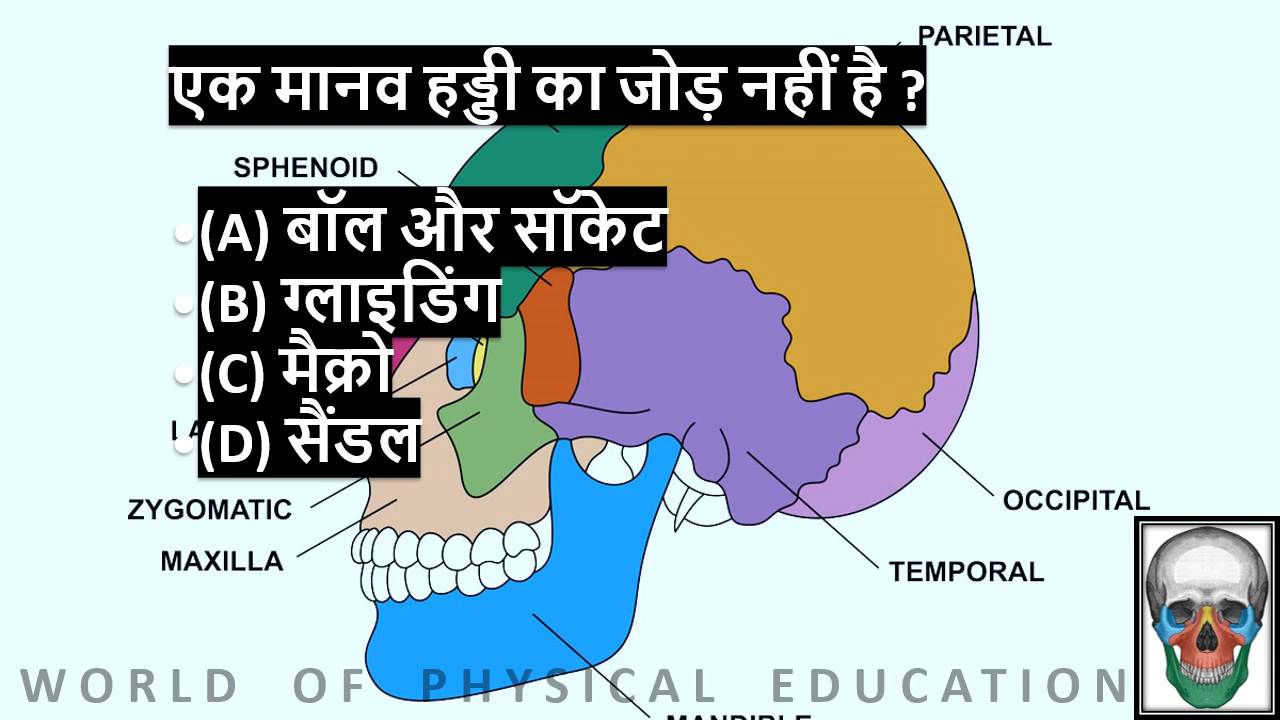 PARIETAL
एक मानव हड्डी का जोड़ नहीं है ?
SPHENOID
•(A) बॉल और सॉकेट
•(B) ग्लाइडिंग
•(C) मैक्रो
•(D) सैंडल
ZYGOMATIC
OCCIPITAL
MAXILLA
TEMPORAL
WORLD OF PHYSICAL EDUCATION
MANDIBLE